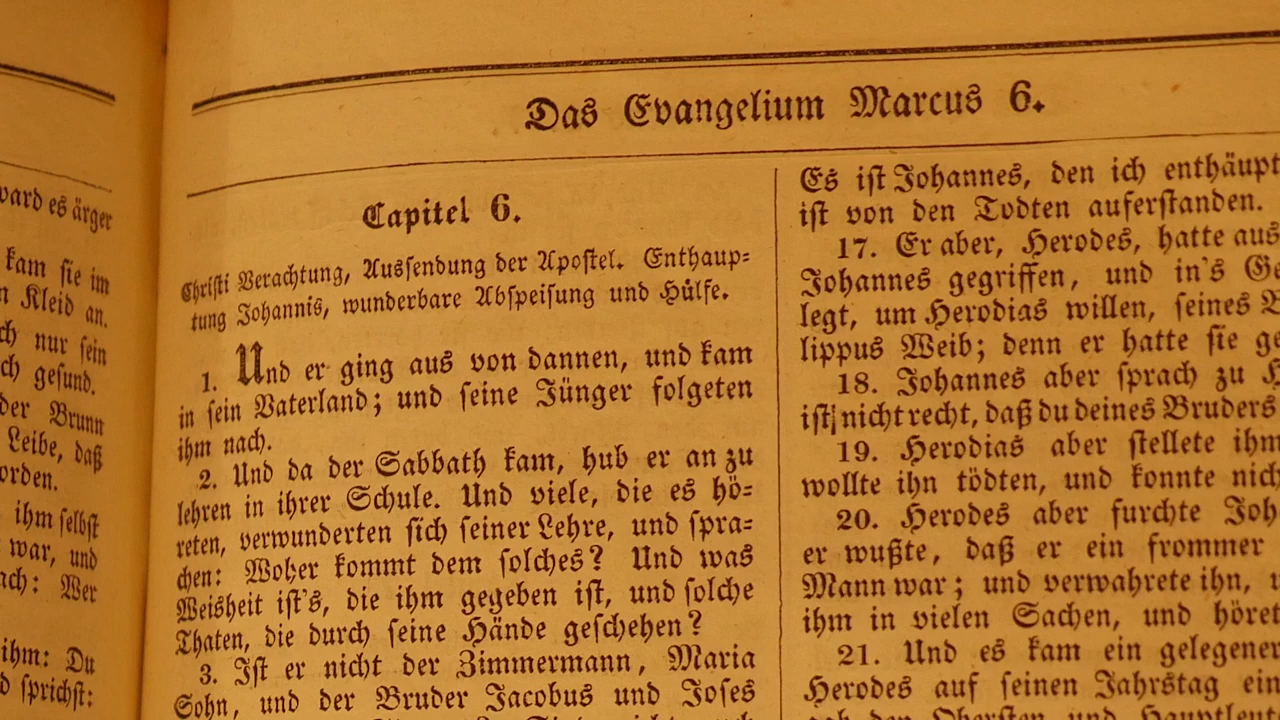 Das Evangelium Marcus 6.
ward es ärger
kam sie im
Kleid an.
nur sein
gesund.
der Brunn
Leibe, daß
ihm selbst
war, und
Wer
ihm: Du
sprichst:
Capitel 6.
Christi Verachtung, Aussendung der Apostel. Enthaup-
tung Johannis, wunderbare Abspeisung und Hülfe.
1. Und er ging aus von dannen, und kam
in sein Vaterland; und seine Jünger folgeten
ihm nach.
2. Und da der Sabbath kam, hub er an zu
lehren in ihrer Schule. Und viele, die es hö-
reten, verwunderten sich seiner Lehre, und spra-
chen: Woher kommt dem solches? Und was
Weisheit ist's, die ihm gegeben ist, und solche
Thaten, die durch seine Hände geschehen?
3. Ist er nicht der Zimmermann, Maria
Sohn, und der Bruder Jacobus und Joses
Es ist Johannes, den ich enthäupt
ist von den Todten auferstanden.
17. Er aber, Herodes, hatte aus
Johannes gegriffen, und in's Ge
legt, um Herodias willen, seines
lippus Weib; denn er hatte sie ge
18. Johannes aber sprach zu H
ist nicht recht, daß du deines Bruders
19. Herodias aber stellete ihm
wollte ihn tödten, und konnte nich
20. Herodes aber furchte Joh
er wußte, daß er ein frommer
Mann war; und verwahrete ihn,
ihm in vielen Sachen, und höret
21. Und es kam ein gelegener
Herodes auf seinen Jahrstag ein